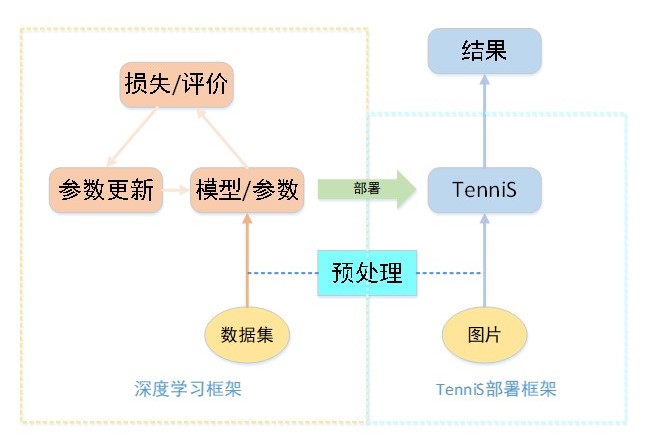 结果
损失/评价
参数更新
模型/参数
部署
TenniS
预处理
数据集
图片
深度学习框架
TenniS部署框架